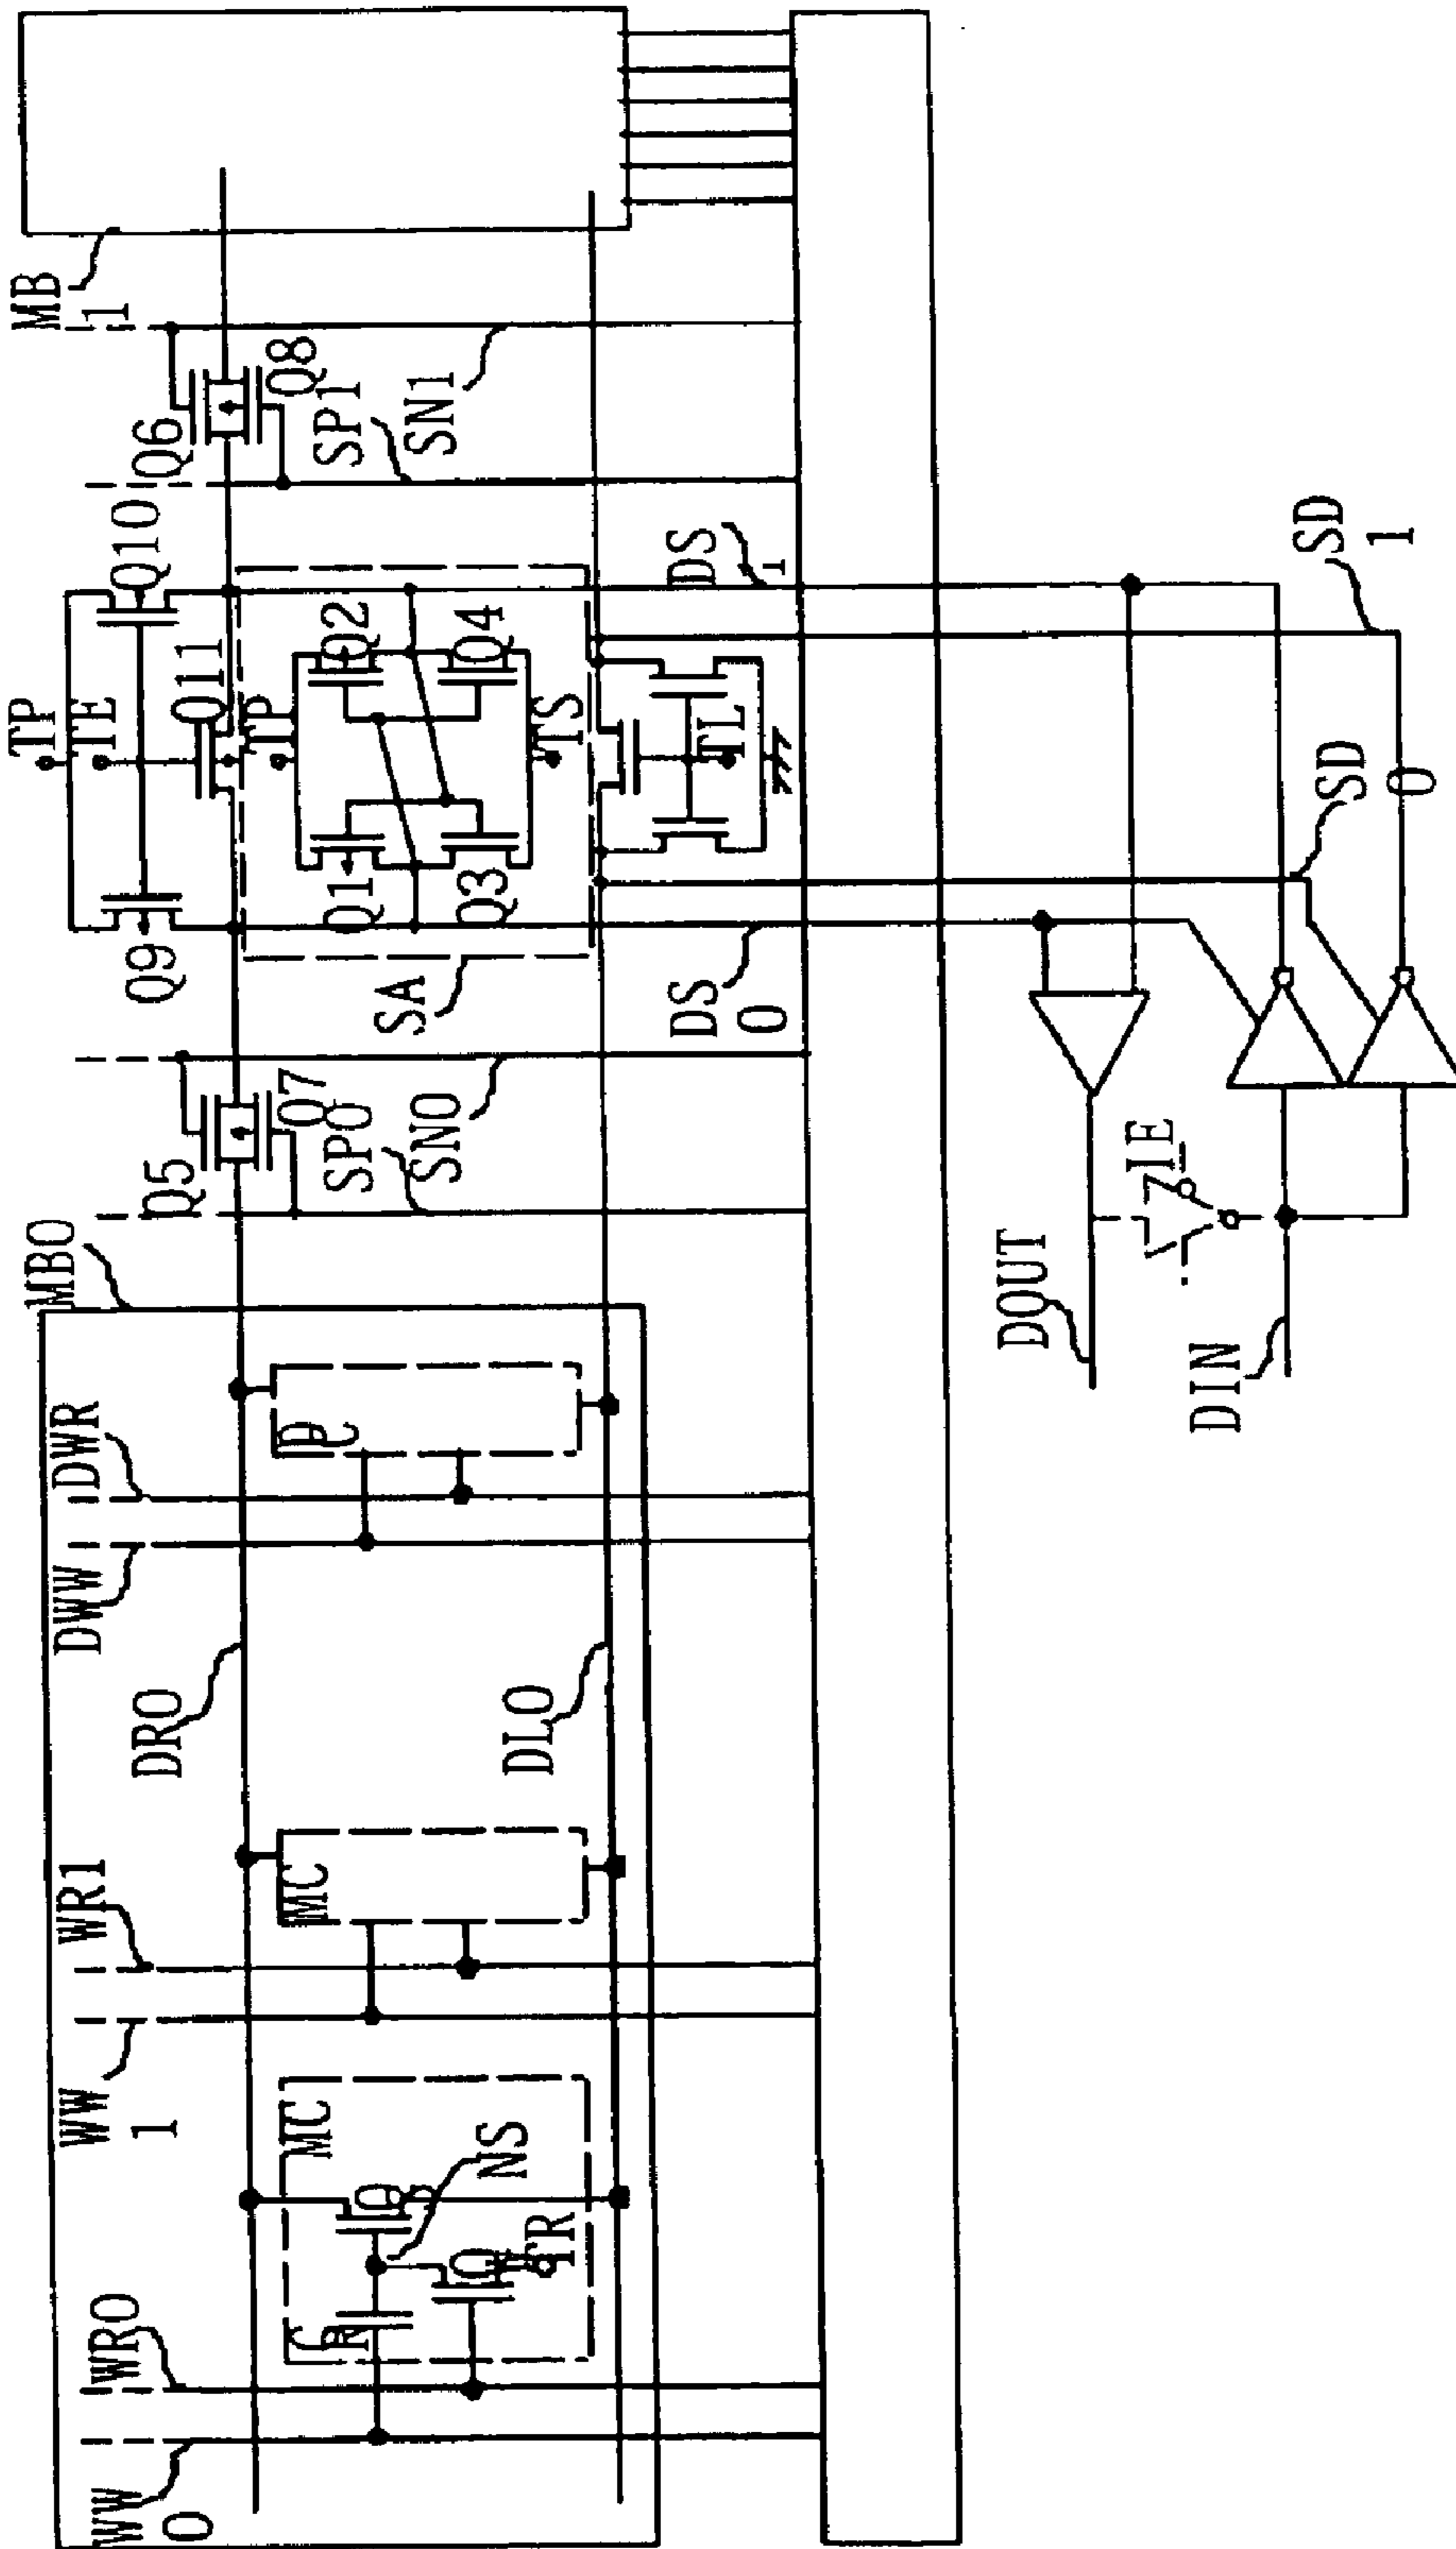 MB
1
Q6
Q8
SP1
SN1
Q10
TP
TE
Q11
TP
Q2
Q4
TS
Q1
Q3
Q9
SA
DS
1
TL
DS
0
SD
1
SD
0
Q5
Q7
SP0
SN0
MB0
DWR
DC
DWW
DR0
DL0
DOUT
IE
DIN
WR1
MC
WW
1
MC
NS
TR
WR0
WW
0